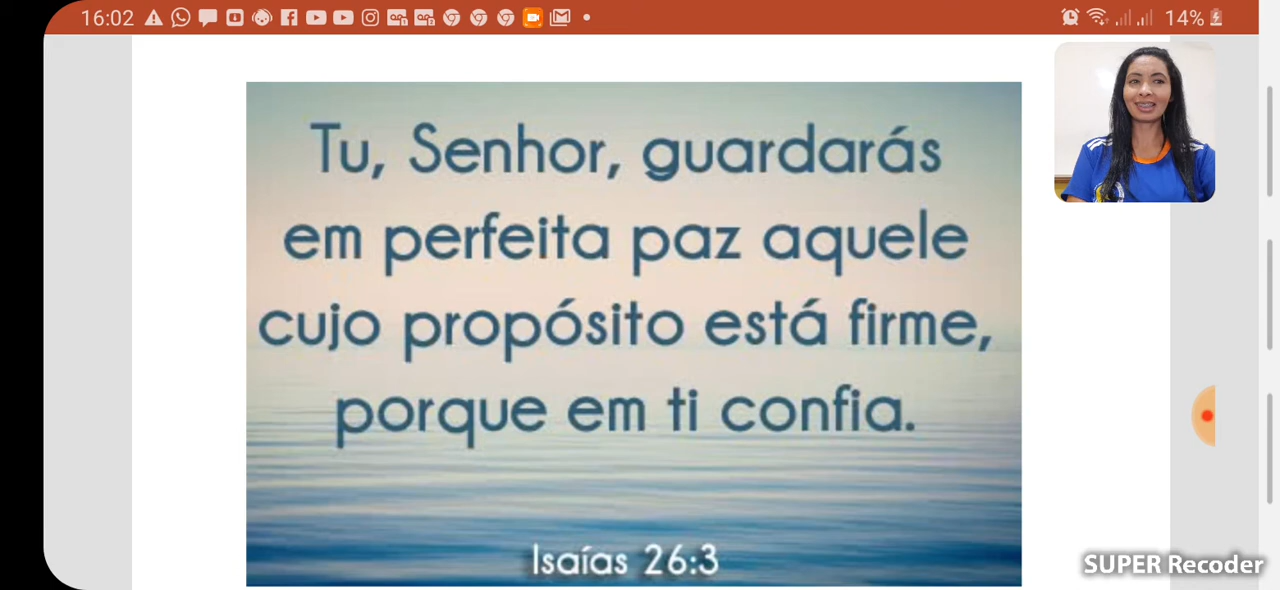 16:02
14%
Tu, Senhor, guardarás
em perfeita paz aquele
cujo propósito está firme,
porque em ti confia.
Isaías 26:3
SUPER Recoder